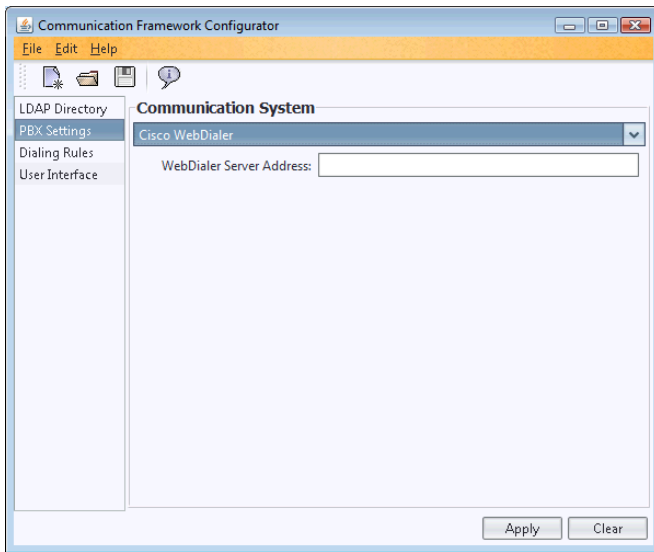 Communication Framework Configurator
File Edit Help
LDAP Directory
PBX Settings
Dialing Rules
User Interface
Communication System
Cisco WebDialer
WebDialer Server Address:
Apply Clear